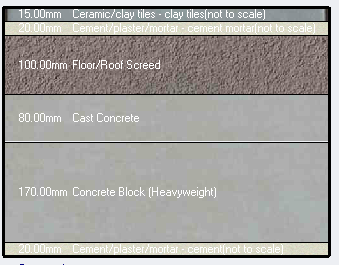 15.00mm Ceramic/clay tiles - clay tiles(not to scale)
20.00mm Cement/plaster/mortar - cement mortar(not to scale)
100.00mm Floor/Roof Screed
80.00mm Cast Concrete
170.00mm Concrete Block (Heavyweight)
20.00mm Cement/plaster/mortar - cement(not to scale)